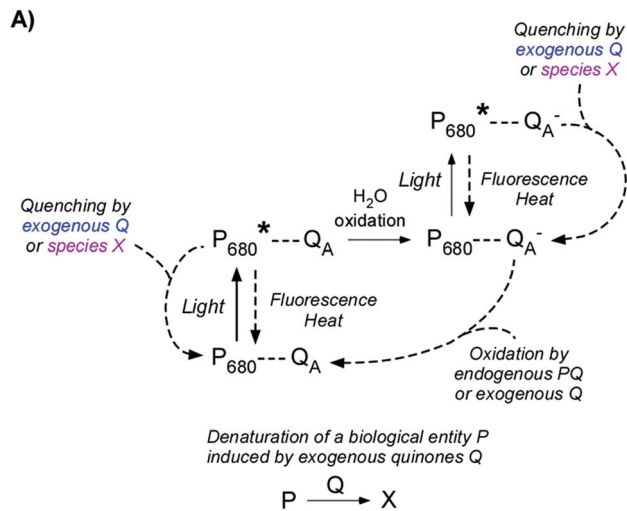 A)
Quenching by
exogenous Q
or species X
P680* --- QA-
Light
Fluorescence
Heat
H2O
oxidation
Quenching by
exogenous Q
or species X
P680* --- QA
P680 --- QA-
Light
Fluorescence
Heat
P680 --- QA
Oxidation by
endogenous PQ
or exogenous Q
Denaturation of a biological entity P
induced by exogenous quinones Q
Q
P → X